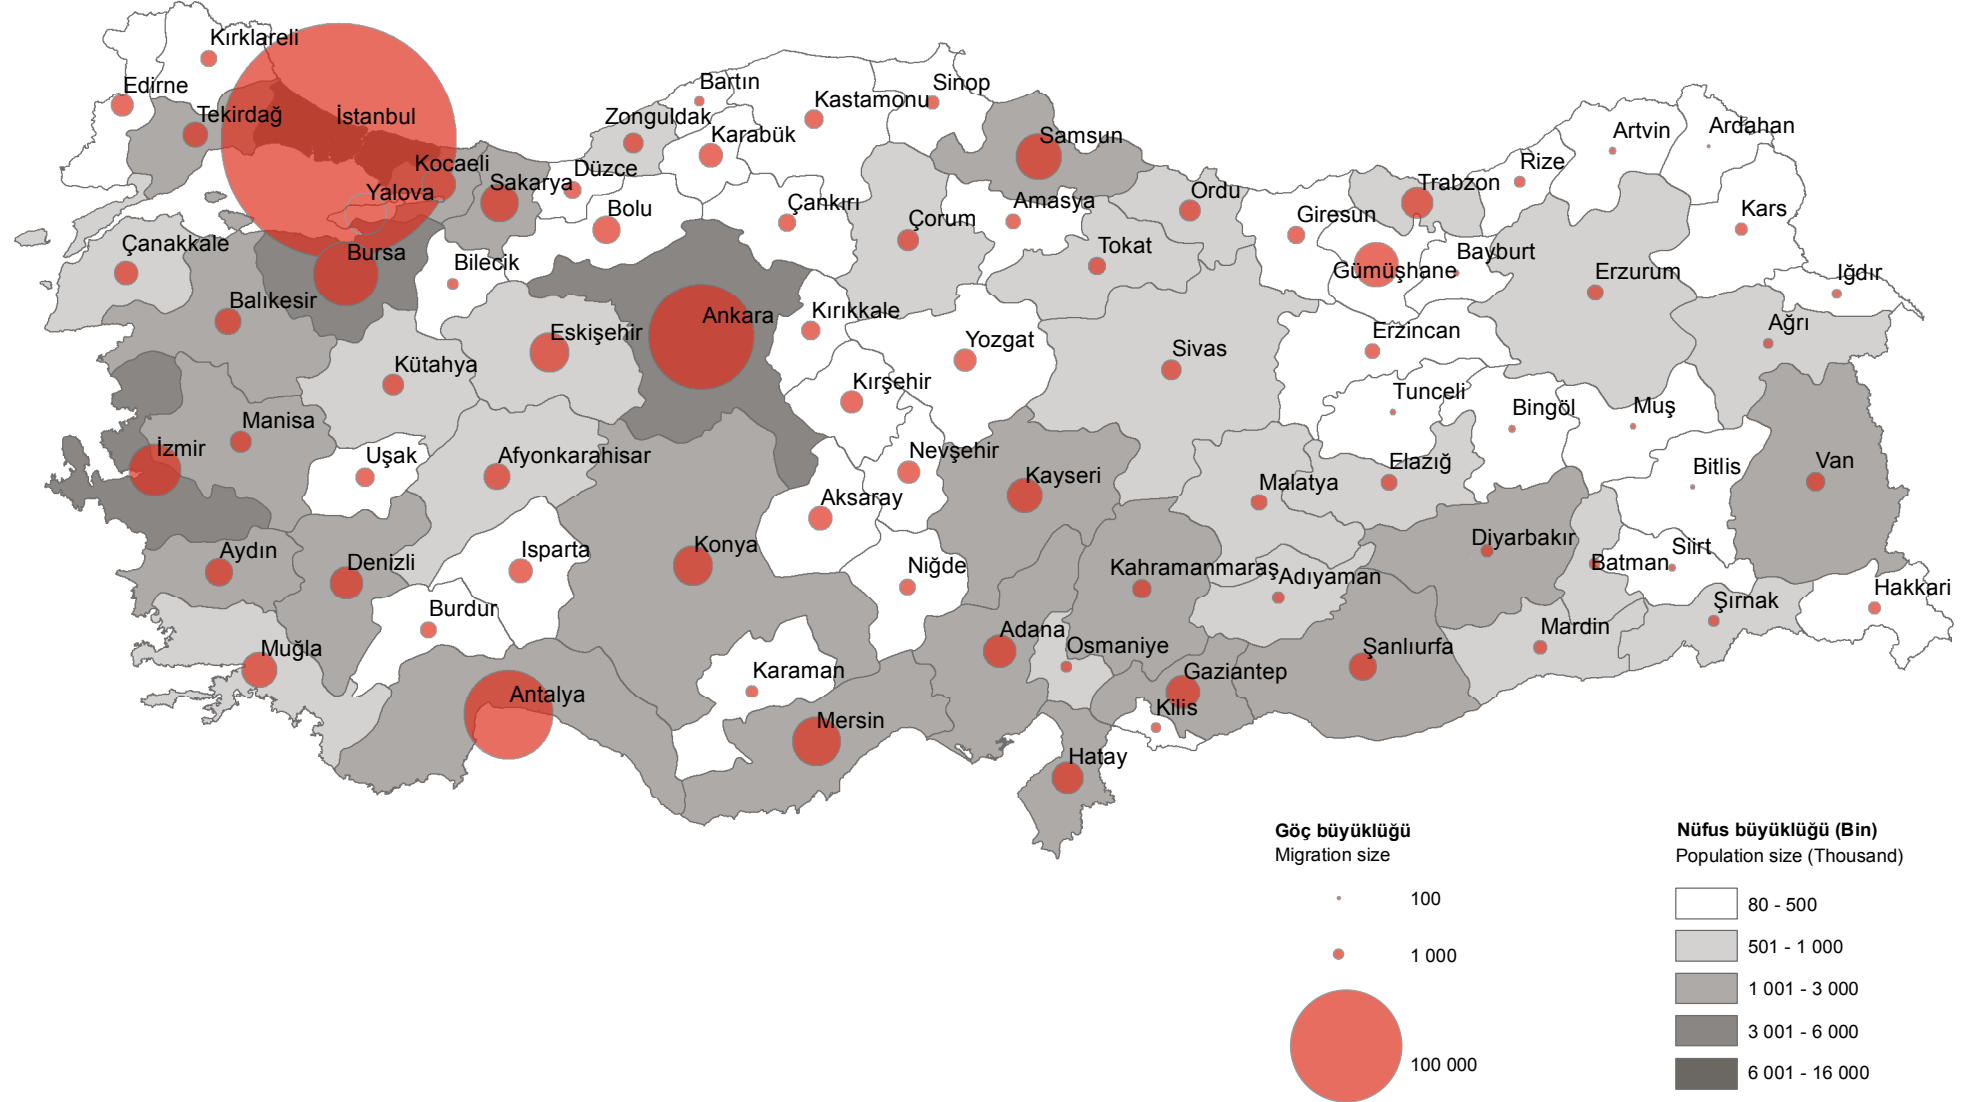 Kırklareli
Edirne
Tekirdağ
İstanbul
Kocaeli
Yalova
Sakarya
Düzce
Bolu
Zonguldak
Bartın
Karabük
Kastamonu
Sinop
Çankırı
Samsun
Amasya
Çorum
Ordu
Tokat
Giresun
Trabzon
Gümüşhane
Rize
Bayburt
Artvin
Ardahan
Kars
Iğdır
Erzurum
Ağrı
Çanakkale
Balıkesir
Bursa
Bilecik
Eskişehir
Kütahya
Ankara
Kırıkkale
Yozgat
Kırşehir
Sivas
Erzincan
Tunceli
Bingöl
Muş
Bitlis
Van
İzmir
Manisa
Uşak
Afyonkarahisar
Aksaray
Nevşehir
Kayseri
Malatya
Elazığ
Aydın
Denizli
Isparta
Burdur
Konya
Niğde
Kahramanmaraş
Adıyaman
Diyarbakır
Batman
Siirt
Şırnak
Hakkari
Mardin
Muğla
Antalya
Karaman
Mersin
Adana
Osmaniye
Gaziantep
Kilis
Şanlıurfa
Hatay
Göç büyüklüğü
Migration size
100
1 000
100 000
Nüfus büyüklüğü (Bin)
Population size (Thousand)
80 - 500
501 - 1 000
1 001 - 3 000
3 001 - 6 000
6 001 - 16 000